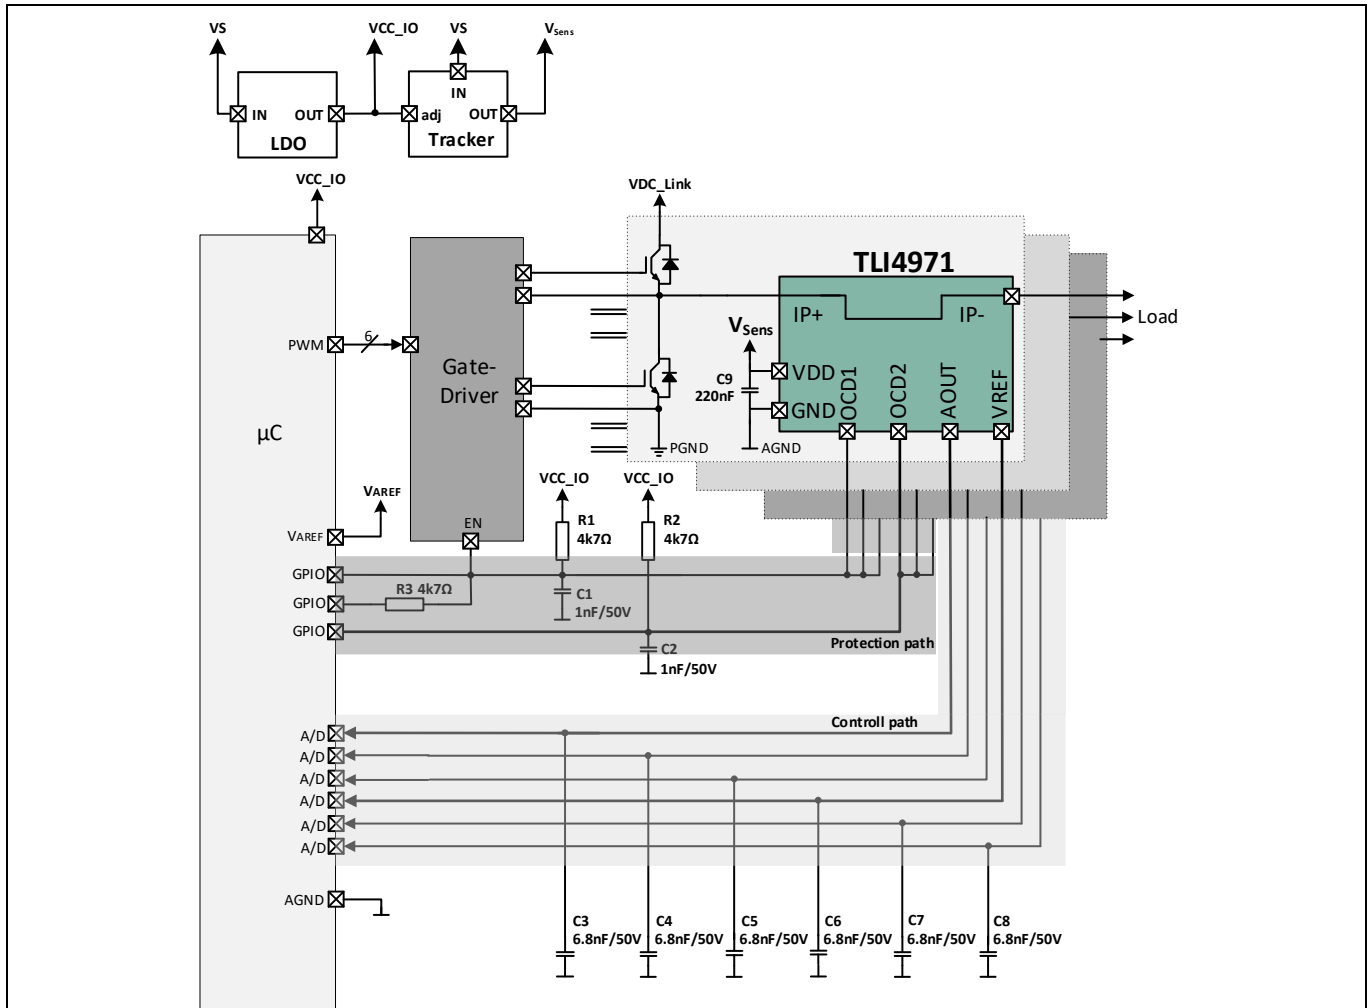 VS
VCC_IO
VS
VSens
IN
IN
OUT
adj
OUT
LDO
Tracker
VCC_IO
VDC_Link
TLI4971
IP+
IP-
Load
VSens
PWM
6
Gate-
Driver
C9
220nF
VDD
GND
OCD1
OCD2
AOUT
VREF
µC
PGND
AGND
VCC_IO
VCC_IO
VAREF
EN
R1
4k7Ω
R2
4k7Ω
VAREF
GPIO
GPIO
R3 4k7Ω
C1
1nF/50V
GPIO
Protection path
C2
1nF/50V
Controll path
A/D
A/D
A/D
A/D
A/D
A/D
AGND
C3
6.8nF/50V
C4
6.8nF/50V
C5
6.8nF/50V
C6
6.8nF/50V
C7
6.8nF/50V
C8
6.8nF/50V